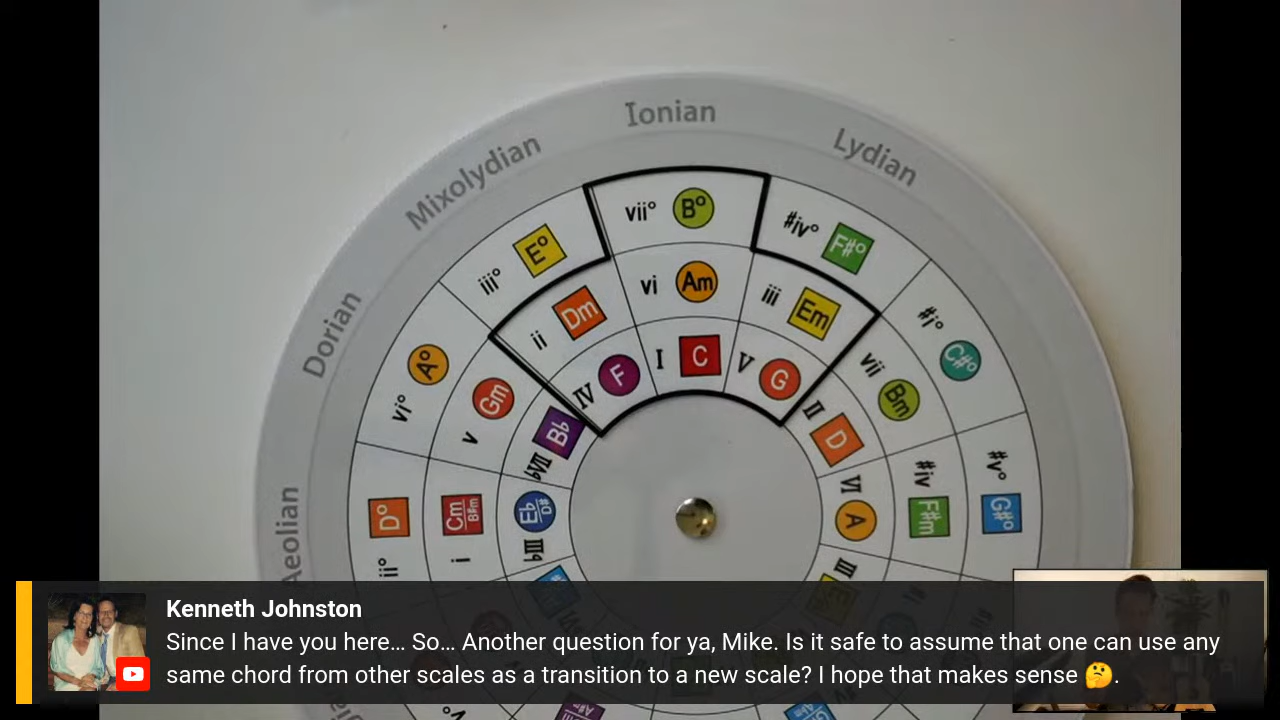 Ionian
Mixolydian
Lydian
Dorian
Aeolian
vii° B°
#iv° F#°
iii° E°
vi Am
iii Em
ii Dm
#i° C#°
I C
V G
IV F
vi° A°
v Gm
vii Bm
bVII Bb
II D
#v° G#°
#iv F#m
VI A
ii° D°
i Cm B#m
bIII Eb D#
III
Kenneth Johnston
Since I have you here… So… Another question for ya, Mike. Is it safe to assume that one can use any
same chord from other scales as a transition to a new scale? I hope that makes sense 🤔.